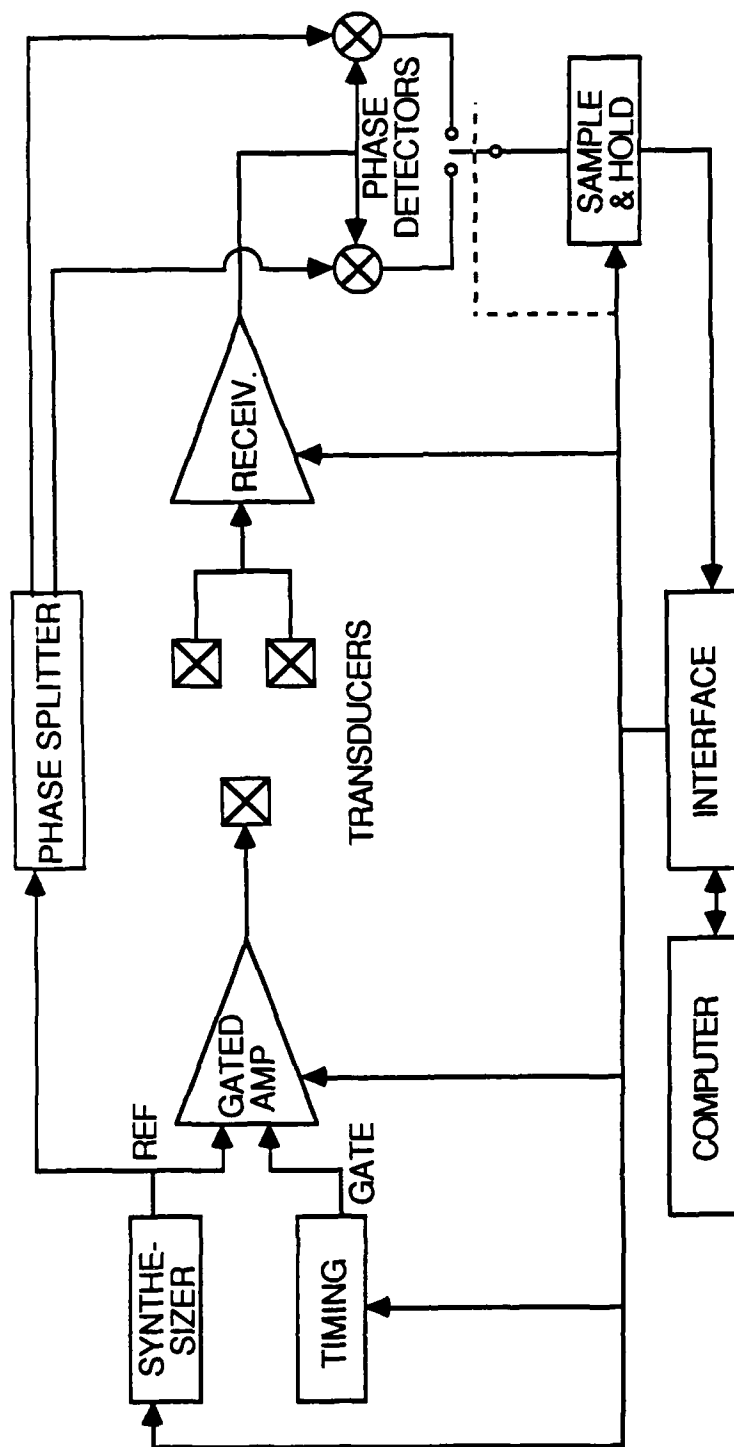 PHASE SPLITTER
REF
SYNTHE-
SIZER
GATED
AMP
GATE
TIMING
TRANSDUCERS
RECEIV.
PHASE
DETECTORS
SAMPLE
& HOLD
COMPUTER
INTERFACE